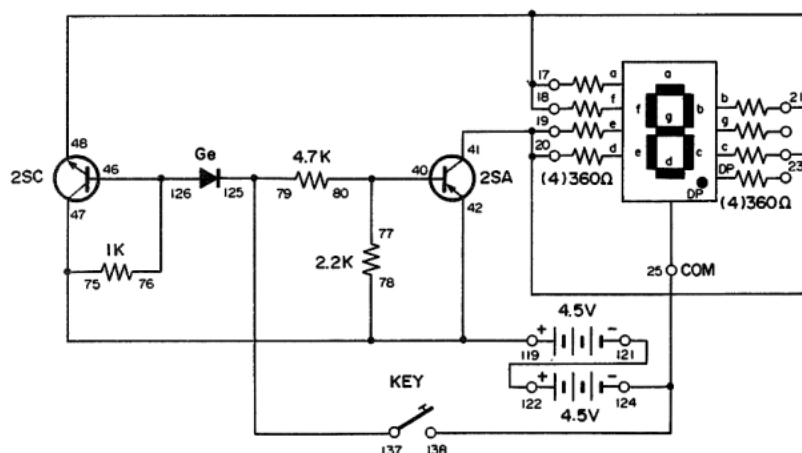 17
a
a
18
f
f
b
b
21
48
19
e
g
g
46
Ge
4.7K
41
20
d
e
c
c
2SC
40
2SA
(4)360Ω
d
DP
23
126
125
79
80
DP
(4)360Ω
47
42
77
1K
2.2K
25
COM
75
76
78
4.5V
+
−
119
121
KEY
+
−
122
124
4.5V
137
138